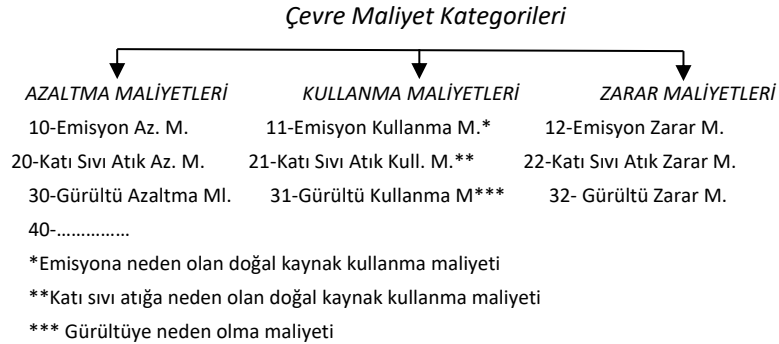 Çevre Maliyet Kategorileri
AZALTMA MALİYETLERİ KULLANMA MALİYETLERİ ZARAR MALİYETLERİ
10-Emisyon Az. M. 11-Emisyon Kullanma M.* 12-Emisyon Zarar M.
20-Katı Sıvı Atık Az. M. 21-Katı Sıvı Atık Kull. M.** 22-Katı Sıvı Atık Zarar M.
30-Gürültü Azaltma Ml. 31-Gürültü Kullanma M*** 32- Gürültü Zarar M.
40-……………
*Emisyona neden olan doğal kaynak kullanma maliyeti
**Katı sıvı atığa neden olan doğal kaynak kullanma maliyeti
*** Gürültüye neden olma maliyeti